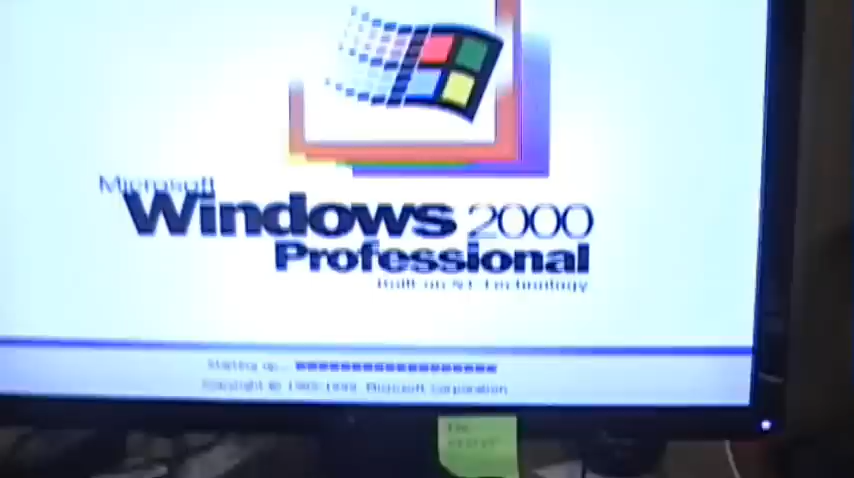 Microsoft
Windows 2000
Professional
Built on NT Technology
Starting up...
Copyright © 1985-1999 Microsoft Corporation